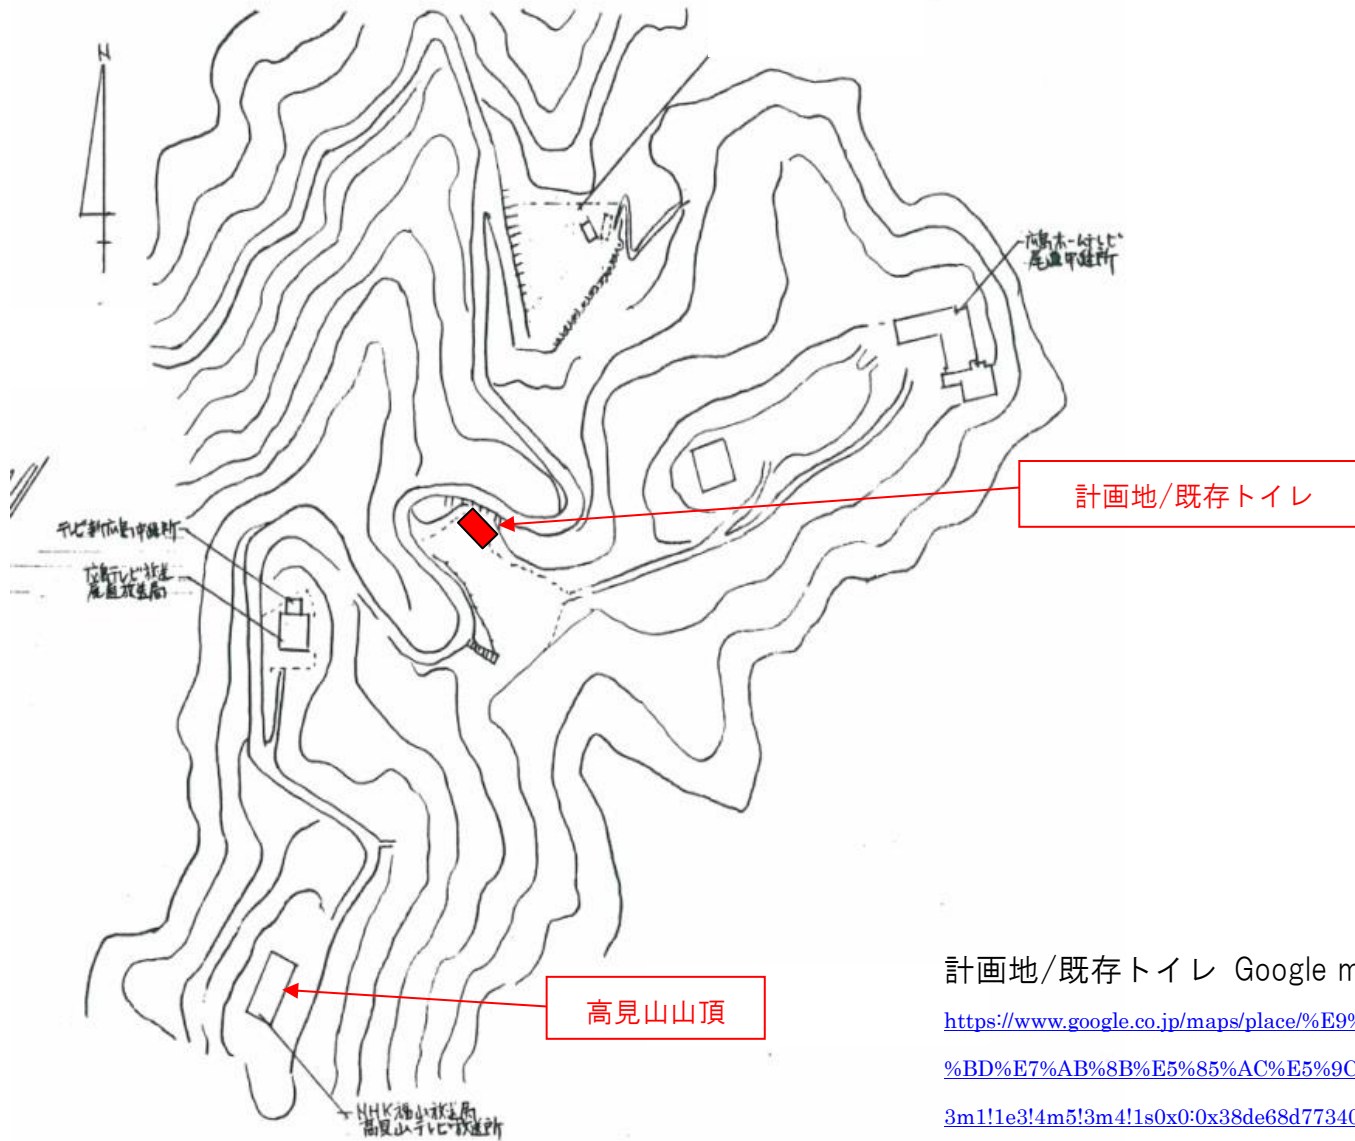 N
広島ホームテレビ
尾道中継所
計画地/既存トイレ
テレビ新広島中継所
広島テレビ放送
尾道放送局
高見山山頂
NHK福山放送局
高見山テレビ放送所
計画地/既存トイレ Google m
https://www.google.co.jp/maps/place/%E9%
%BD%E7%AB%8B%E5%85%AC%E5%9C
3m1!1e3!4m5!3m4!1s0x0:0x38de68d77340